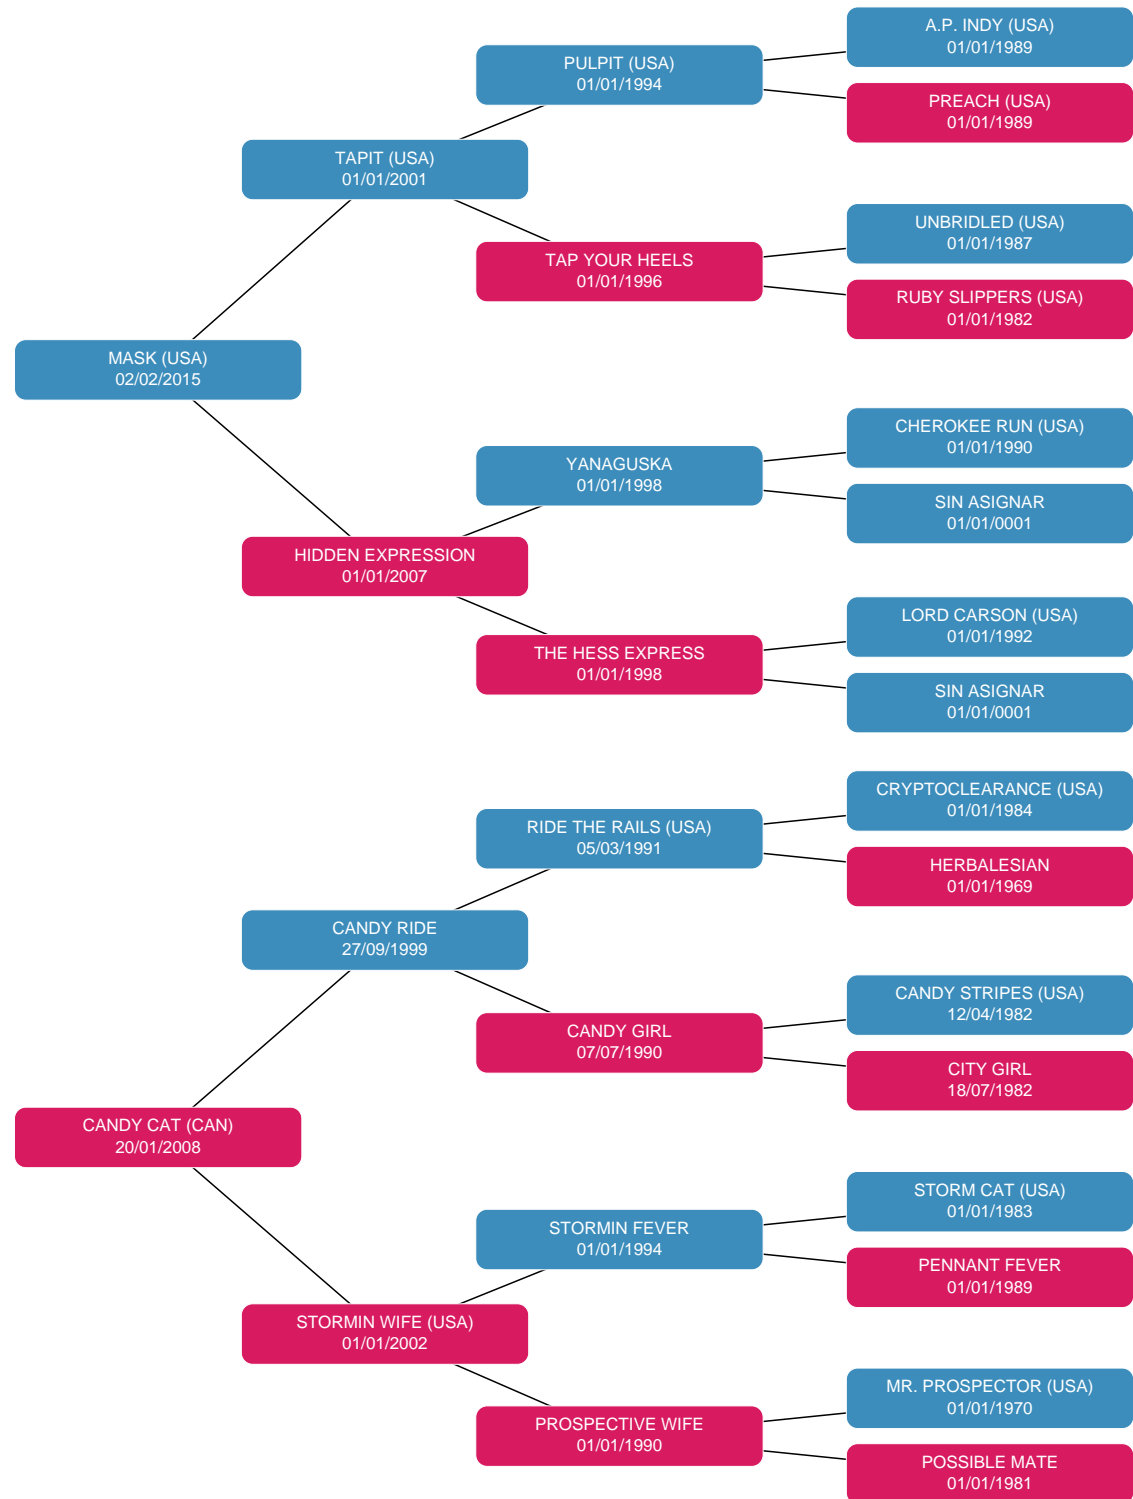 A.P. INDY (USA)
01/01/1989
PULPIT (USA)
01/01/1994
PREACH (USA)
01/01/1989
TAPIT (USA)
01/01/2001
UNBRIDLED (USA)
01/01/1987
TAP YOUR HEELS
01/01/1996
RUBY SLIPPERS (USA)
01/01/1982
MASK (USA)
02/02/2015
CHEROKEE RUN (USA)
01/01/1990
YANAGUSKA
01/01/1998
SIN ASIGNAR
01/01/0001
HIDDEN EXPRESSION
01/01/2007
LORD CARSON (USA)
01/01/1992
THE HESS EXPRESS
01/01/1998
SIN ASIGNAR
01/01/0001
CRYPTOCLEARANCE (USA)
01/01/1984
RIDE THE RAILS (USA)
05/03/1991
HERBALESIAN
01/01/1969
CANDY RIDE
27/09/1999
CANDY STRIPES (USA)
12/04/1982
CANDY GIRL
07/07/1990
CITY GIRL
18/07/1982
CANDY CAT (CAN)
20/01/2008
STORM CAT (USA)
01/01/1983
STORMIN FEVER
01/01/1994
PENNANT FEVER
01/01/1989
STORMIN WIFE (USA)
01/01/2002
MR. PROSPECTOR (USA)
01/01/1970
PROSPECTIVE WIFE
01/01/1990
POSSIBLE MATE
01/01/1981